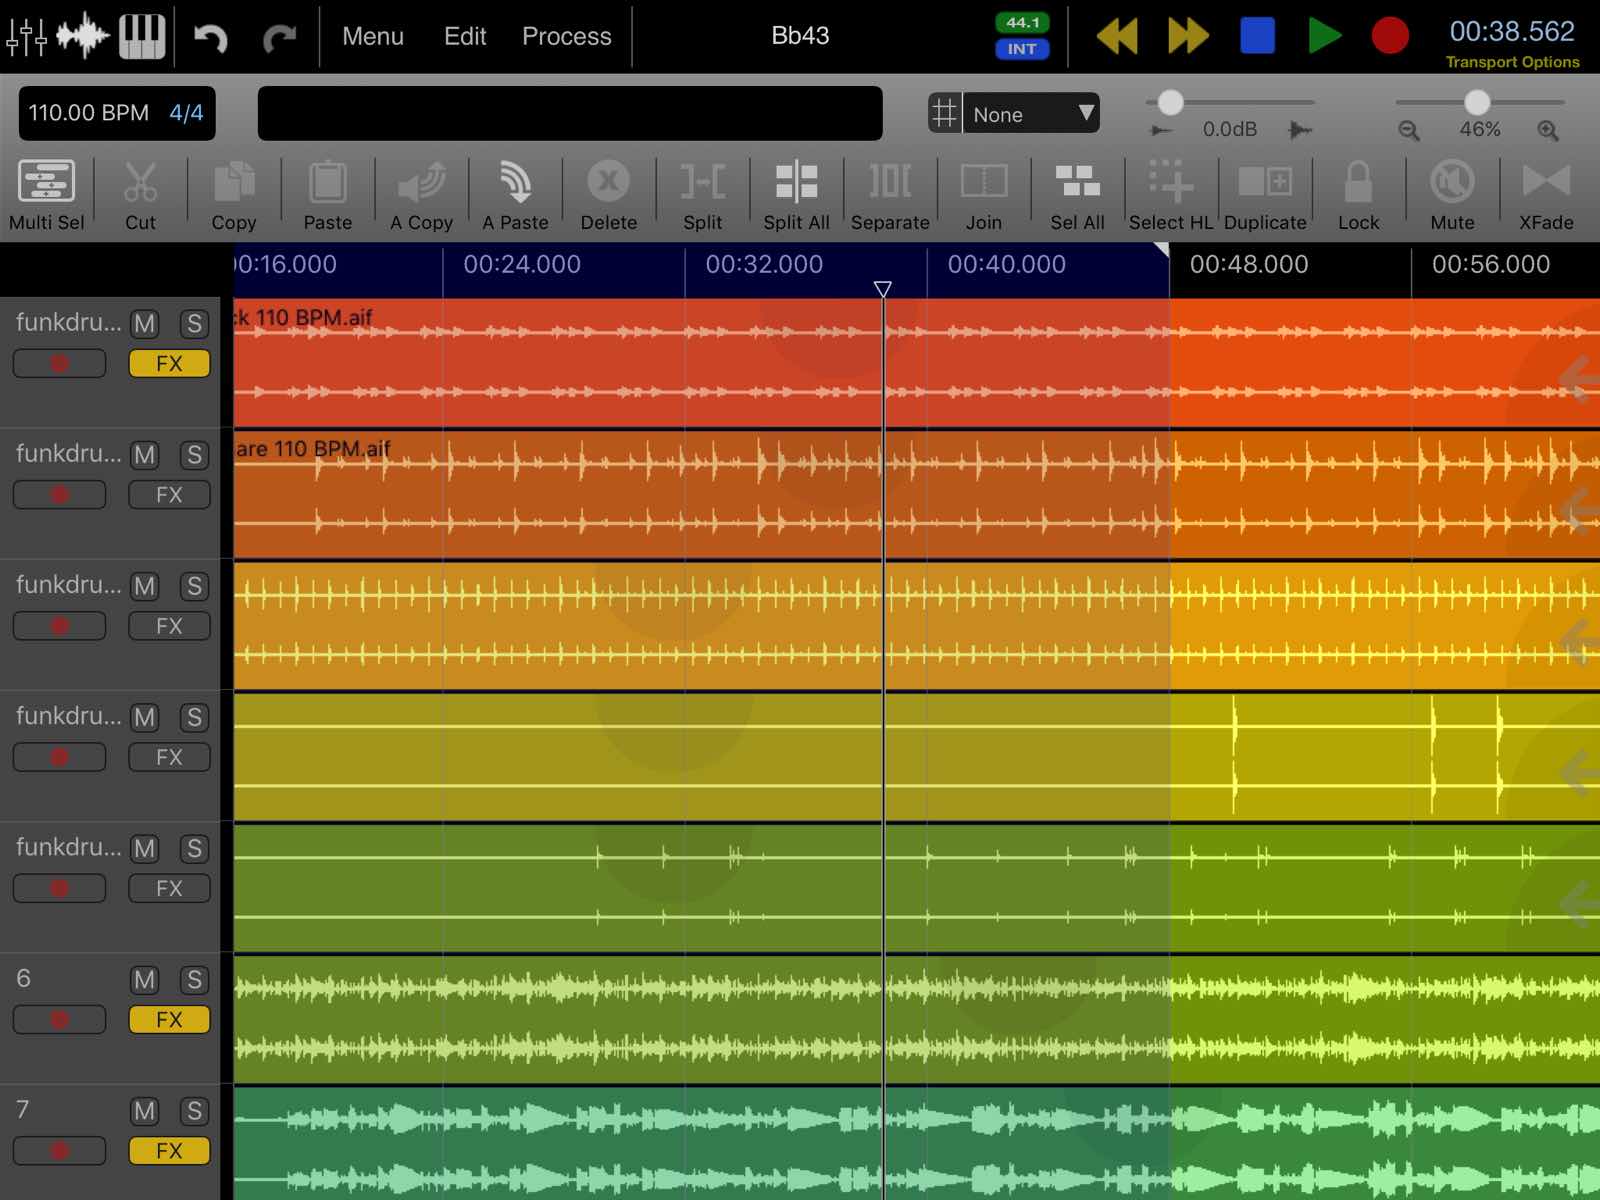 Menu Edit Process Bb43 44.1 INT 00:38.562
Transport Options
110.00 BPM 4/4 None 0.0dB 46%
Multi Sel Cut Copy Paste A Copy A Paste Delete Split Split All Separate Join Sel All Select HL Duplicate Lock Mute XFade
0:16.000 00:24.000 00:32.000 00:40.000 00:48.000 00:56.000
funkdru... M S k 110 BPM.aif
FX
funkdru... M S are 110 BPM.aif
FX
funkdru... M S
FX
funkdru... M S
FX
funkdru... M S
FX
6 M S
FX
7 M S
FX